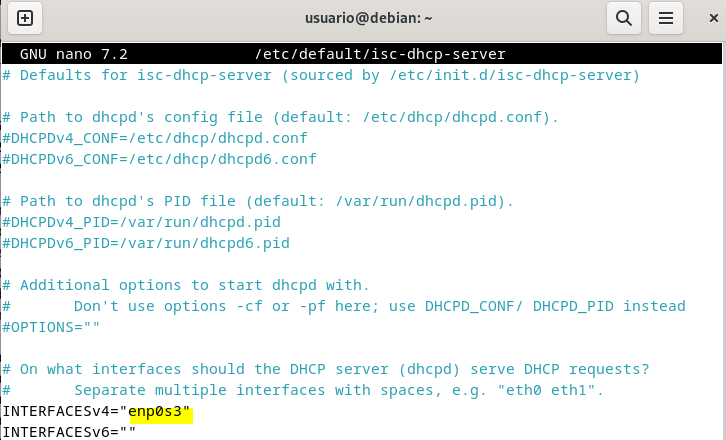 usuario@debian: ~
GNU nano 7.2 /etc/default/isc-dhcp-server
# Defaults for isc-dhcp-server (sourced by /etc/init.d/isc-dhcp-server)
# Path to dhcpd's config file (default: /etc/dhcp/dhcpd.conf).
#DHCPDv4_CONF=/etc/dhcp/dhcpd.conf
#DHCPDv6_CONF=/etc/dhcp/dhcpd6.conf
# Path to dhcpd's PID file (default: /var/run/dhcpd.pid).
#DHCPDv4_PID=/var/run/dhcpd.pid
#DHCPDv6_PID=/var/run/dhcpd6.pid
# Additional options to start dhcpd with.
#       Don't use options -cf or -pf here; use DHCPD_CONF/ DHCPD_PID instead
#OPTIONS=""
# On what interfaces should the DHCP server (dhcpd) serve DHCP requests?
#       Separate multiple interfaces with spaces, e.g. "eth0 eth1".
INTERFACESv4="enp0s3"
INTERFACESv6=""